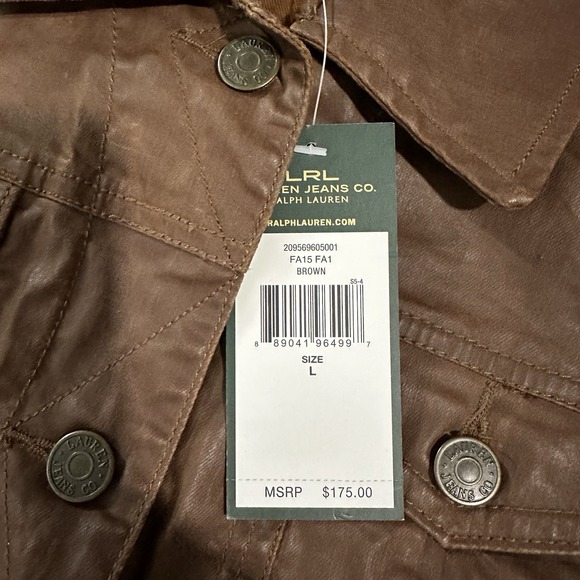 LAUREN
JEANS CO
LRL
EN JEANS CO.
RALPH LAUREN
RALPHLAUREN.COM
209569605001
FA15 FA1
BROWN
S5-4
8 89041 96499 7
SIZE
L
MSRP $175.00
LAUREN
JEANS CO
LAUREN
JEANS CO